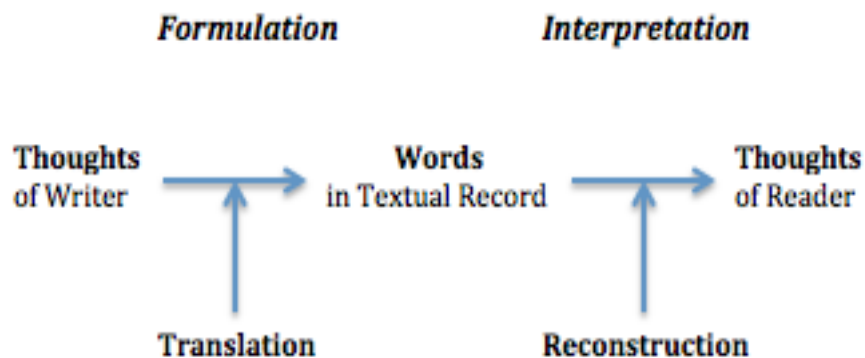 Formulation Interpretation
Thoughts Words Thoughts
of Writer in Textual Record of Reader
Translation Reconstruction